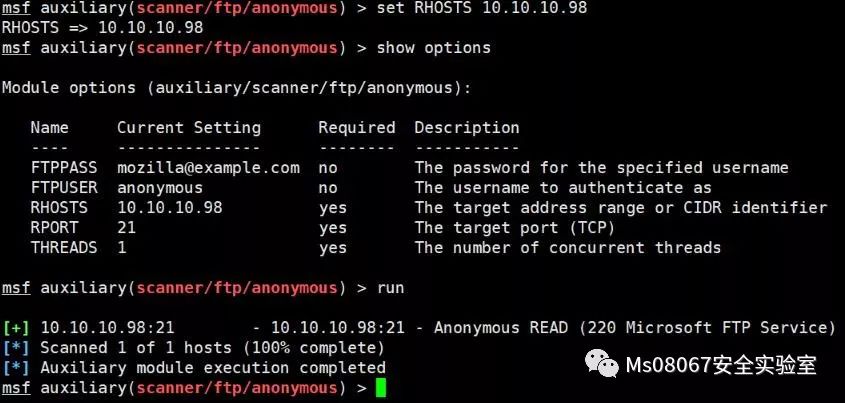 msf auxiliary(scanner/ftp/anonymous) > set RHOSTS 10.10.10.98
RHOSTS => 10.10.10.98
msf auxiliary(scanner/ftp/anonymous) > show options
Module options (auxiliary/scanner/ftp/anonymous):
Name Current Setting Required Description
---- --------------- -------- -----------
FTPPASS mozilla@example.com no The password for the specified username
FTPUSER anonymous no The username to authenticate as
RHOSTS 10.10.10.98 yes The target address range or CIDR identifier
RPORT 21 yes The target port (TCP)
THREADS 1 yes The number of concurrent threads
msf auxiliary(scanner/ftp/anonymous) > run
[+] 10.10.10.98:21 - 10.10.10.98:21 - Anonymous READ (220 Microsoft FTP Service)
[*] Scanned 1 of 1 hosts (100% complete)
[*] Auxiliary module execution completed
msf auxiliary(scanner/ftp/anonymous) >
Ms08067安全实验室